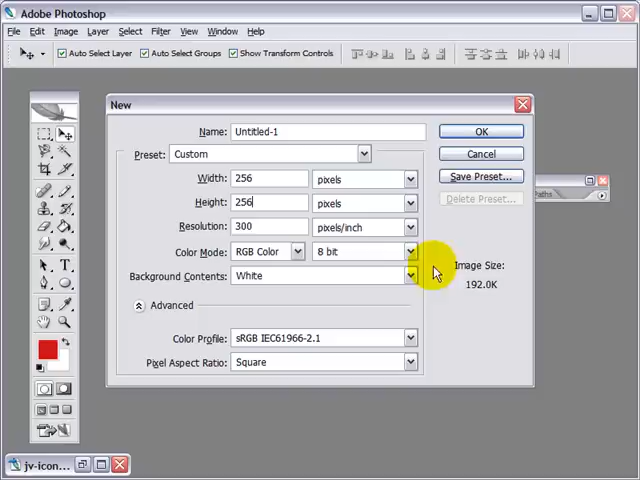 Adobe Photoshop
File Edit Image Layer Select Filter View Window Help
Auto Select Layer Auto Select Groups Show Transform Controls
New
Name: Untitled-1 OK
Preset: Custom Cancel
Width: 256 pixels Save Preset...
Height: 256 pixels Delete Preset... Paths
Resolution: 300 pixels/inch
Color Mode: RGB Color 8 bit
Image Size:
Background Contents: White
192.0K
Advanced
Color Profile: sRGB IEC61966-2.1
Pixel Aspect Ratio: Square
jv-icon...